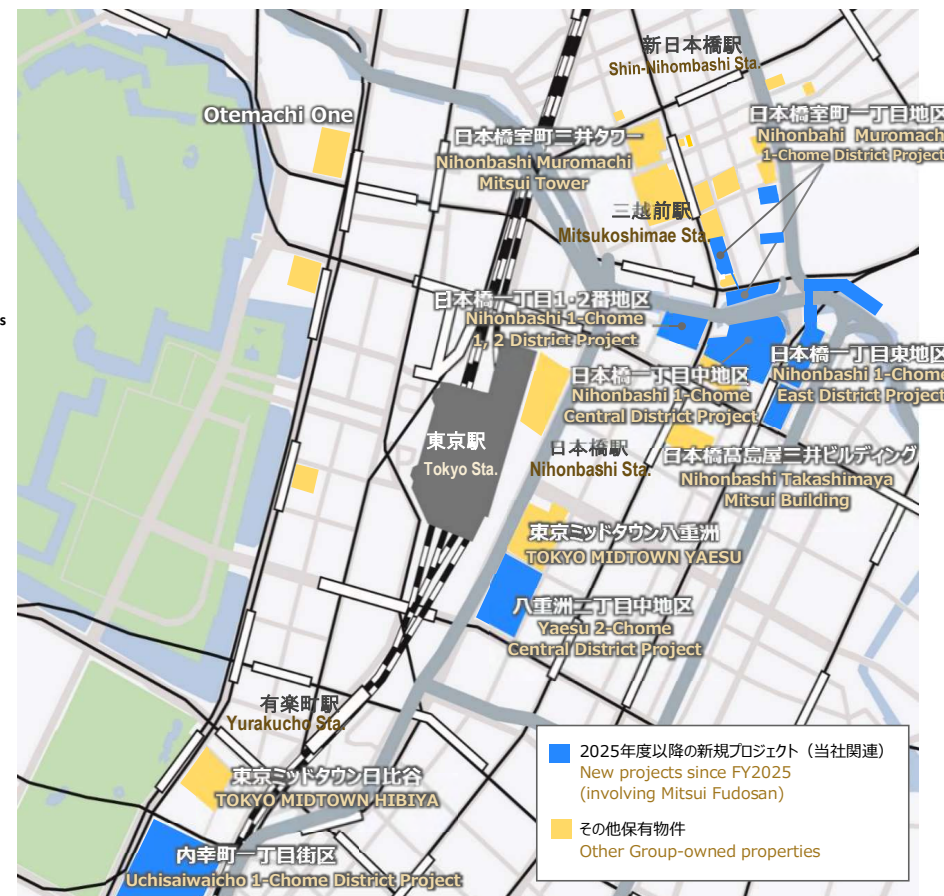 新日本橋駅
Shin-Nihombashi Sta.
Otemachi One
日本橋室町一丁目地区
Nihonbahi Muromach
1-Chome District Project
日本橋室町三井タワー
Nihonbashi Muromachi
Mitsui Tower
三越前駅
Mitsukoshimae Sta.
s
日本橋一丁目1・2番地区
Nihonbashi 1-Chome
1, 2 District Project
日本橋一丁目中地区
Nihonbashi 1-Chome
Central District Project
日本橋一丁目東地区
Nihonbashi 1-Chome
East District Project
東京駅
Tokyo Sta.
日本橋駅
Nihonbashi Sta.
日本橋髙島屋三井ビルディング
Nihonbashi Takashimaya
Mitsui Building
東京ミッドタウン八重洲
TOKYO MIDTOWN YAESU
八重洲二丁目中地区
Yaesu 2-Chome
Central District Project
有楽町駅
Yurakucho Sta.
東京ミッドタウン日比谷
TOKYO MIDTOWN HIBIYA
内幸町一丁目街区
Uchisaiwaicho 1-Chome District Project
2025年度以降の新規プロジェクト（当社関連）
New projects since FY2025
(involving Mitsui Fudosan)
その他保有物件
Other Group-owned properties